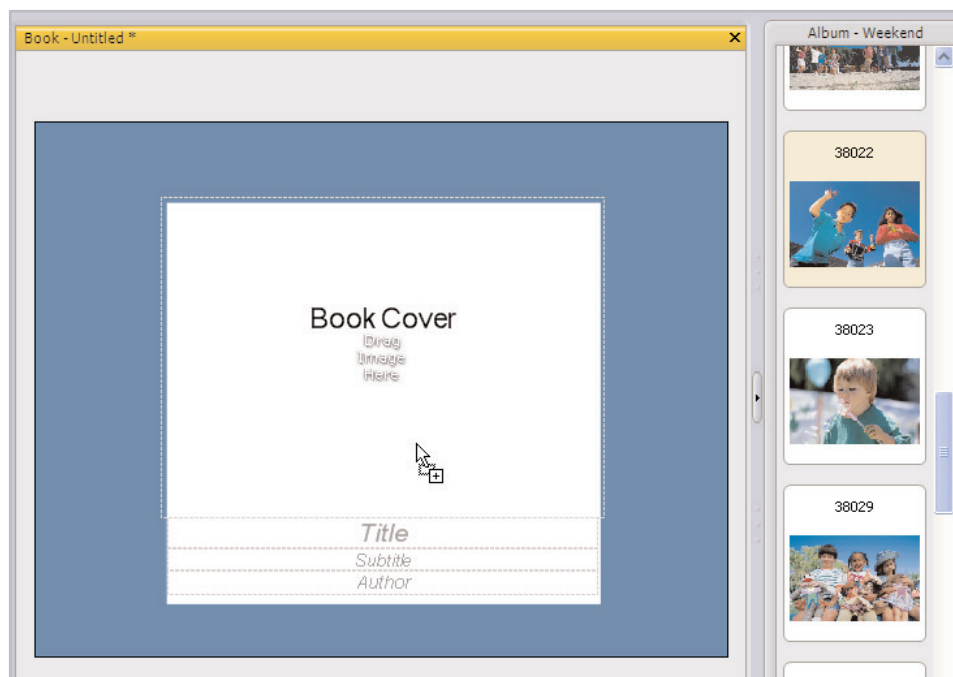 Book - Untitled *
Album - Weekend
Book Cover
Drag
Image
Here
Title
Subtitle
Author
38022
38023
38029